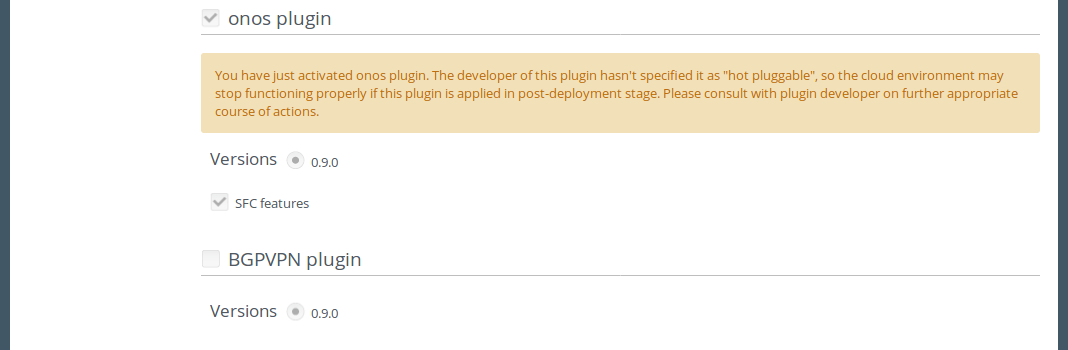 onos plugin
You have just activated onos plugin. The developer of this plugin hasn't specified it as "hot pluggable", so the cloud environment may
stop functioning properly if this plugin is applied in post-deployment stage. Please consult with plugin developer on further appropriate
course of actions.
Versions 0.9.0
SFC features
BGPVPN plugin
Versions 0.9.0